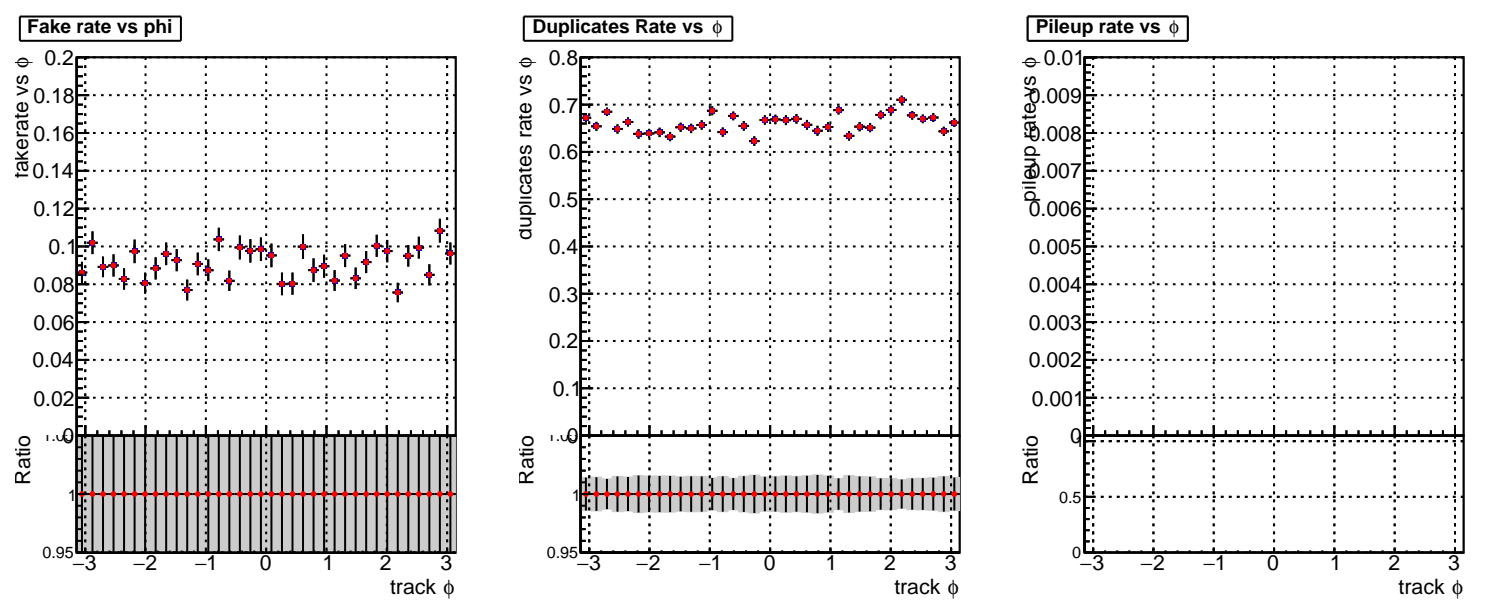 Fake rate vs phi
fakerate vs ϕ
0.2
0.18
0.16
0.14
0.12
0.1
0.08
0.06
0.04
0.02
0
Ratio
1
0.95
−3 −2 −1 0 1 2 3
track ϕ
Duplicates Rate vs ϕ
duplicates rate vs ϕ
0.8
0.7
0.6
0.5
0.4
0.3
0.2
0.1
0
Ratio
1
0.95
−3 −2 −1 0 1 2 3
track ϕ
Pileup rate vs ϕ
pileup rate vs ϕ
0.01
0.009
0.008
0.007
0.006
0.005
0.004
0.003
0.002
0.001
0
Ratio
1
0.5
0
−3 −2 −1 0 1 2 3
track ϕ